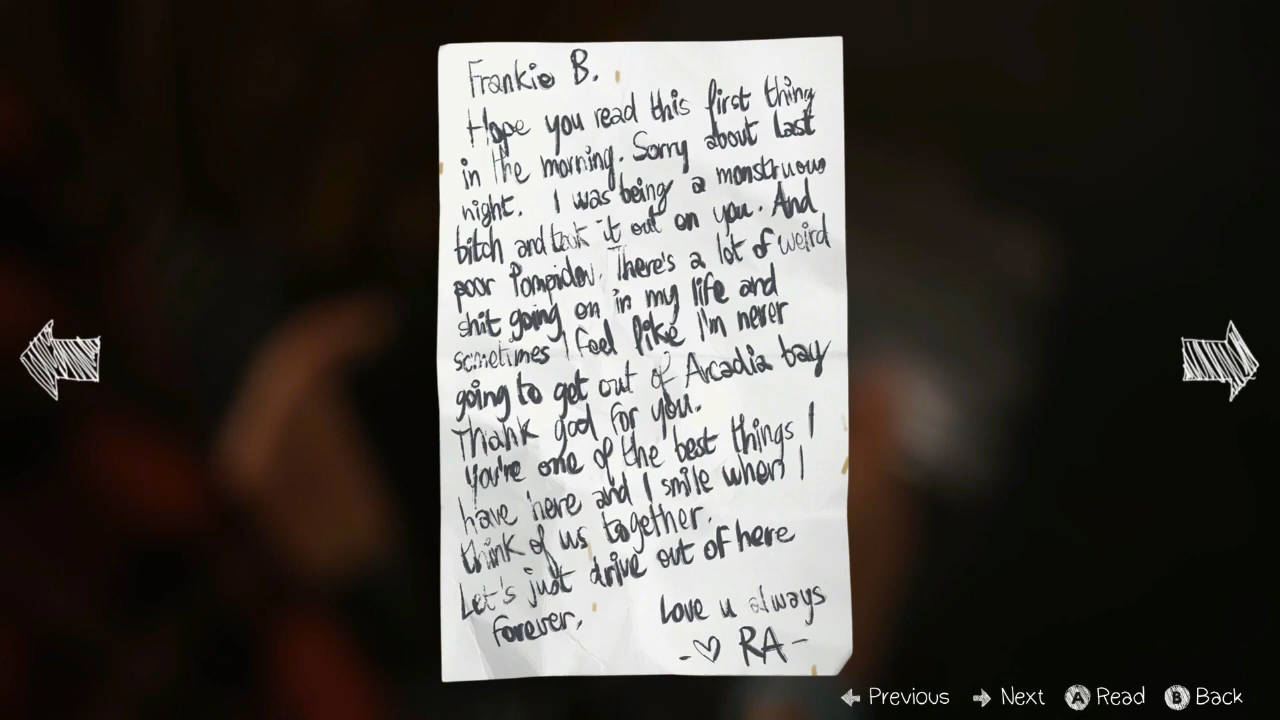 Frankie B.
Hope you read this first thing
in the morning. Sorry about last
night. I was being a monstruous
bitch and took it out on you. And
poor Pompidou. There's a lot of weird
shit going on in my life and
sometimes I feel like I'm never
going to get out of Arcadia bay
Thank god for you.
You're one of the best things I
have here and I smile when I
think of us together.
Let's just drive out of here
forever.
Love u always
-♡ RA-
Previous Next A Read B Back